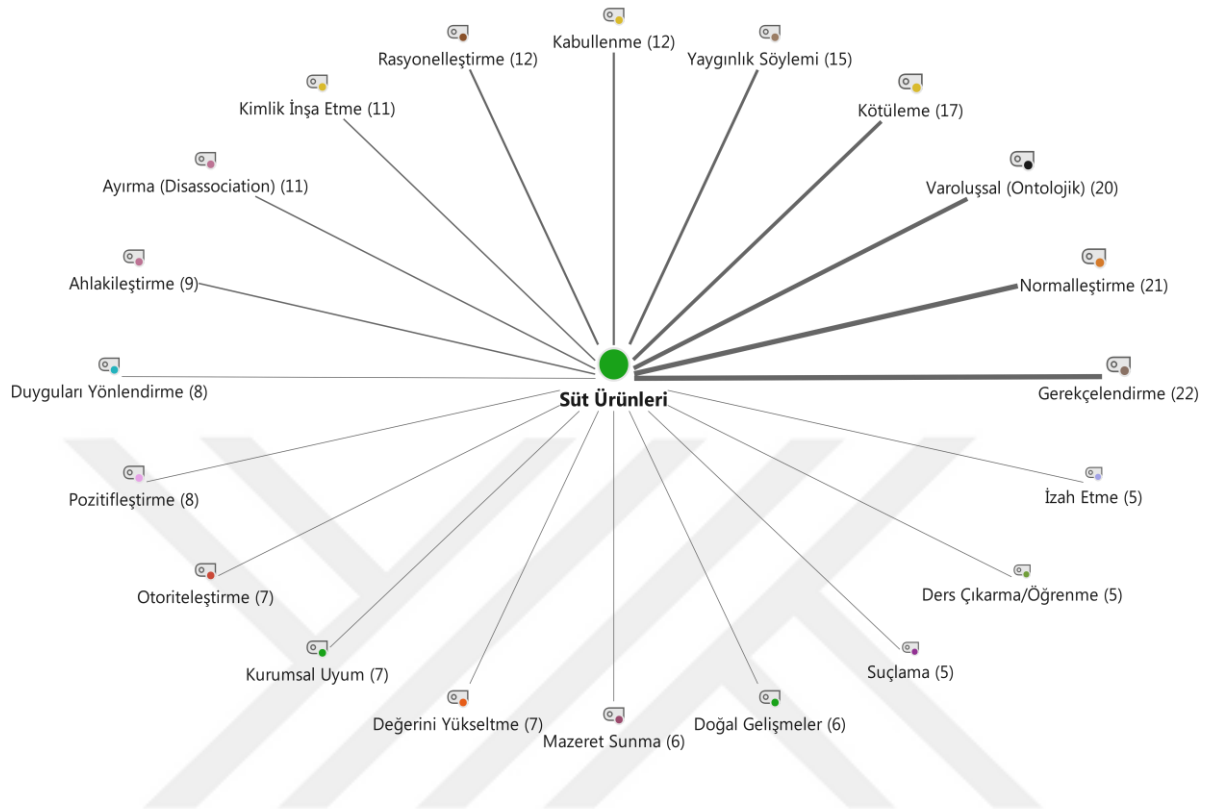 Kabullenme (12)
Rasyonelleştirme (12)
Yaygınlık Söylemi (15)
Kimlik İnşa Etme (11)
Kötüleme (17)
Ayırma (Disassociation) (11)
Varoluşsal (Ontolojik) (20)
Ahlakileştirme (9)
Normalleştirme (21)
Duyguları Yönlendirme (8)
Gerekçelendirme (22)
Süt Ürünleri
Pozitifleştirme (8)
İzah Etme (5)
Otoriteleştirme (7)
Ders Çıkarma/Öğrenme (5)
Kurumsal Uyum (7)
Suçlama (5)
Değerini Yükseltme (7)
Mazeret Sunma (6)
Doğal Gelişmeler (6)